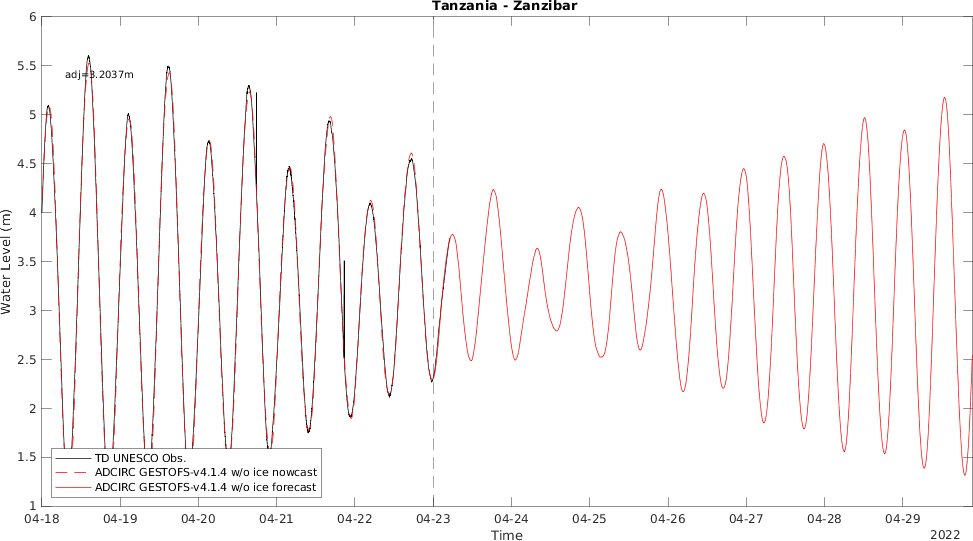 Tanzania - Zanzibar
6
5.5
5
4.5
4
3.5
3
2.5
2
1.5
1
adj=3.2037m
Water Level (m)
TD UNESCO Obs.
ADCIRC GESTOFS-v4.1.4 w/o ice nowcast
ADCIRC GESTOFS-v4.1.4 w/o ice forecast
04-18 04-19 04-20 04-21 04-22 04-23 04-24 04-25 04-26 04-27 04-28 04-29
Time
2022